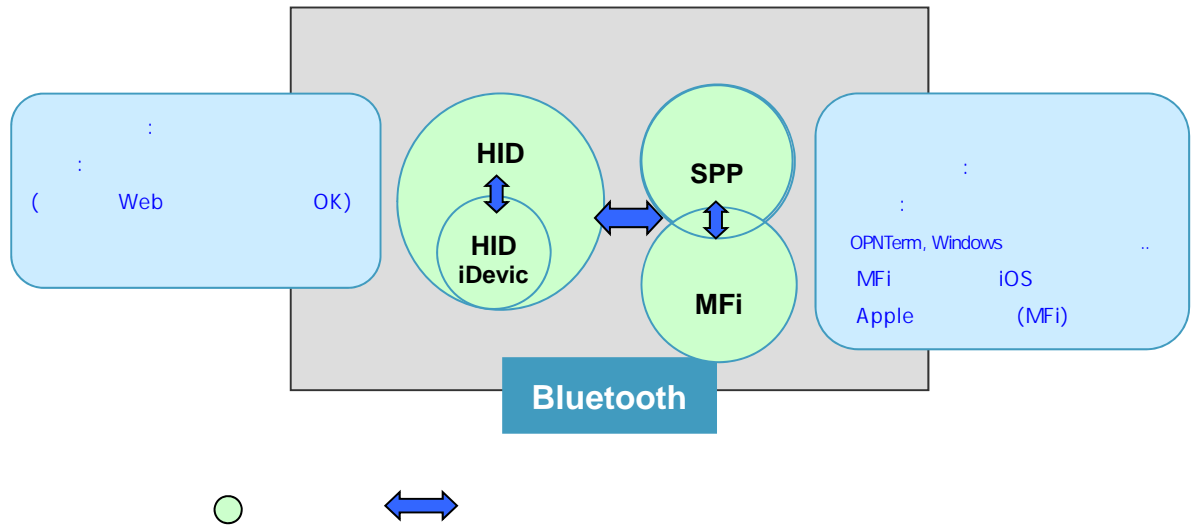 :
:
( Web OK)
HID
HID
iDevic
SPP
MFi
:
:
OPNTerm, Windows ..
MFi iOS
Apple (MFi)
Bluetooth